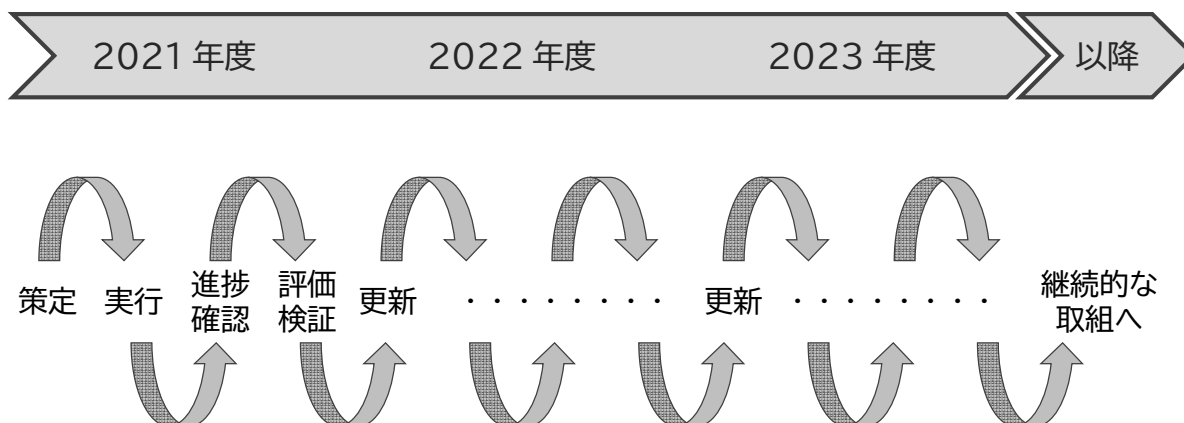 2021 年度 2022 年度 2023 年度 以降
策定 実行 進捗 評価 更新 ・・・・・・・・ 更新 ・・・・・・・・ 継続的な
確認 検証 取組へ